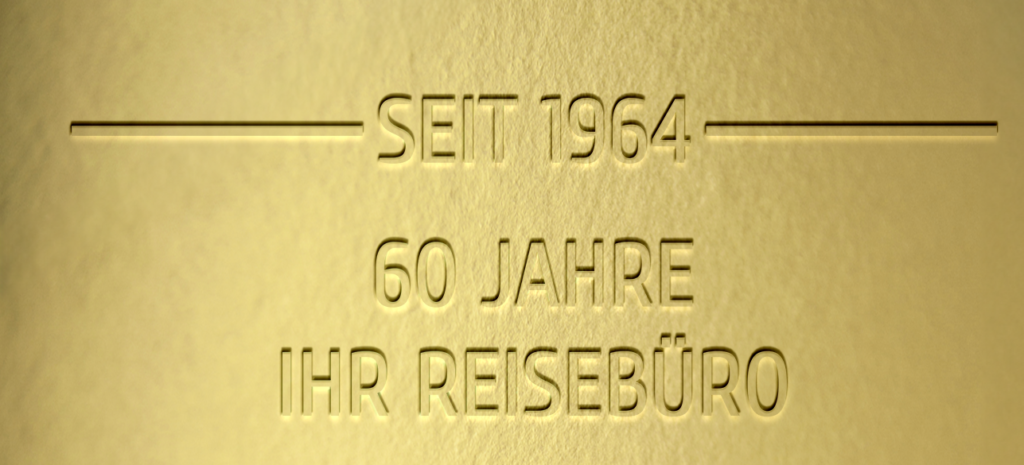 SEIT 1964
60 JAHRE
IHR REISEBÜRO